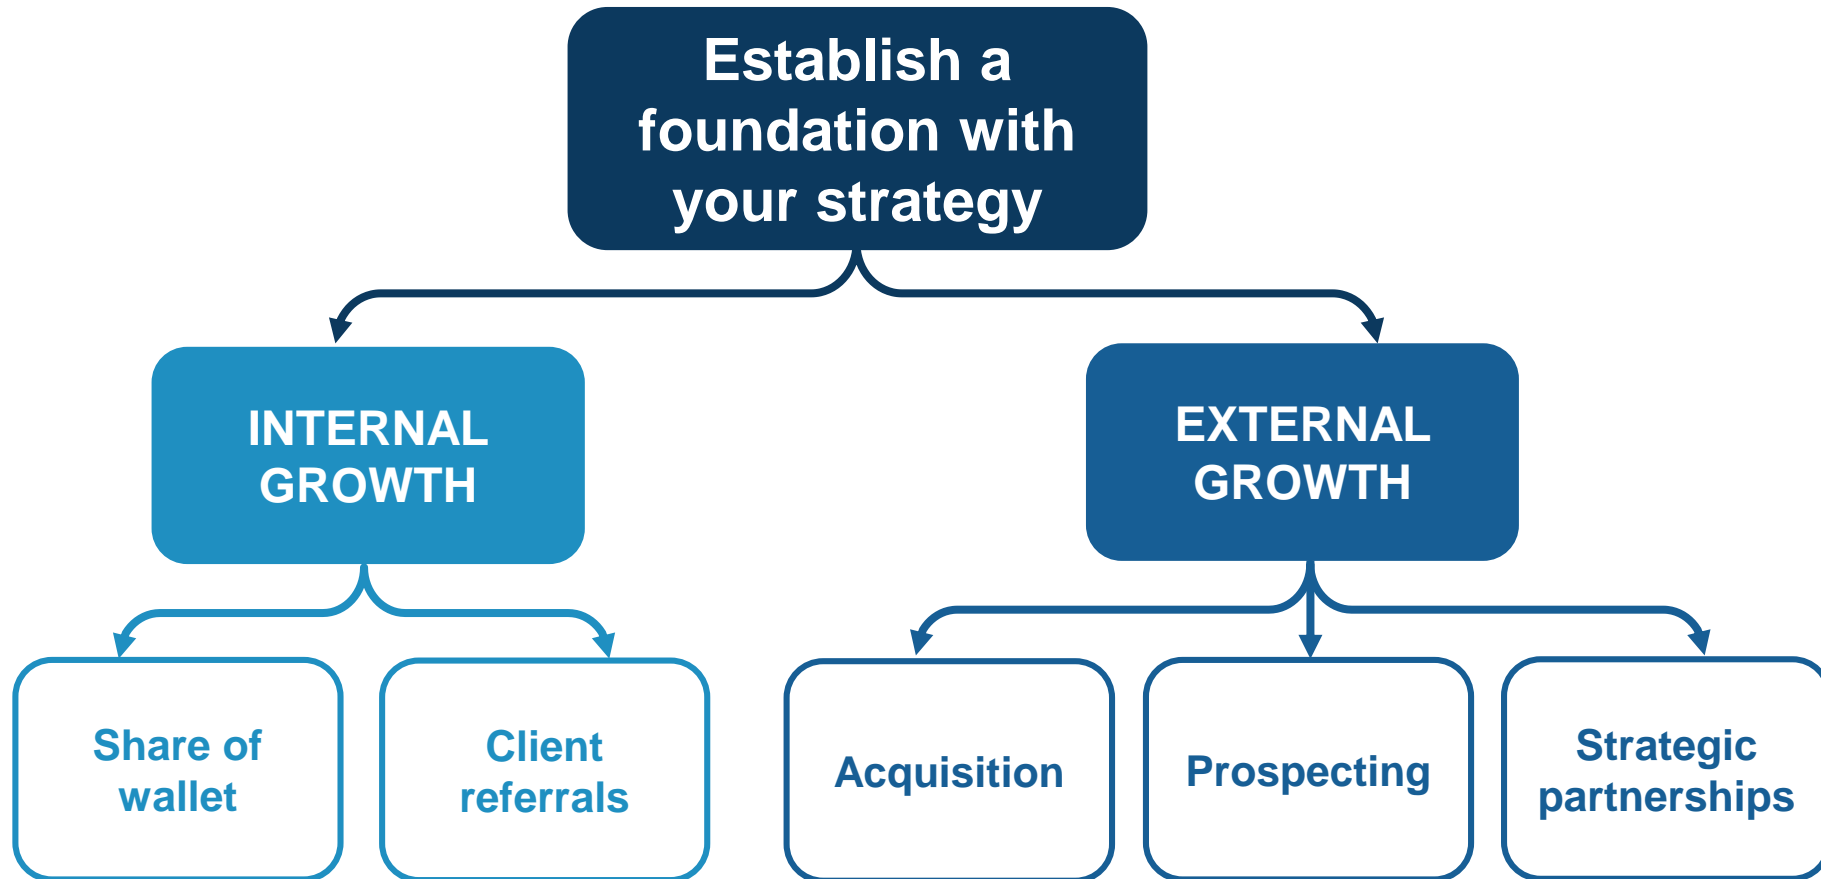 Establish a
foundation with
your strategy
INTERNAL
GROWTH
EXTERNAL
GROWTH
Share of
wallet
Client
referrals
Acquisition
Prospecting
Strategic
partnerships